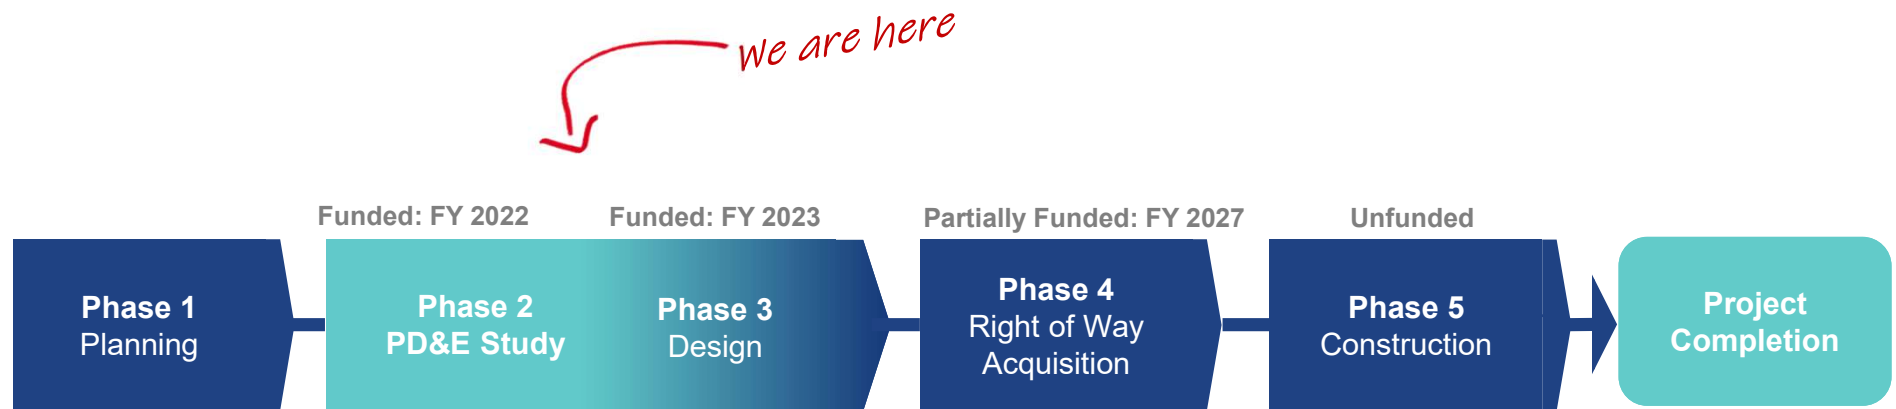 We are here
Funded: FY 2022
Funded: FY 2023
Partially Funded: FY 2027
Unfunded
Phase 1
Planning
Phase 2
PD&E Study
Phase 3
Design
Phase 4
Right of Way
Acquisition
Phase 5
Construction
Project
Completion